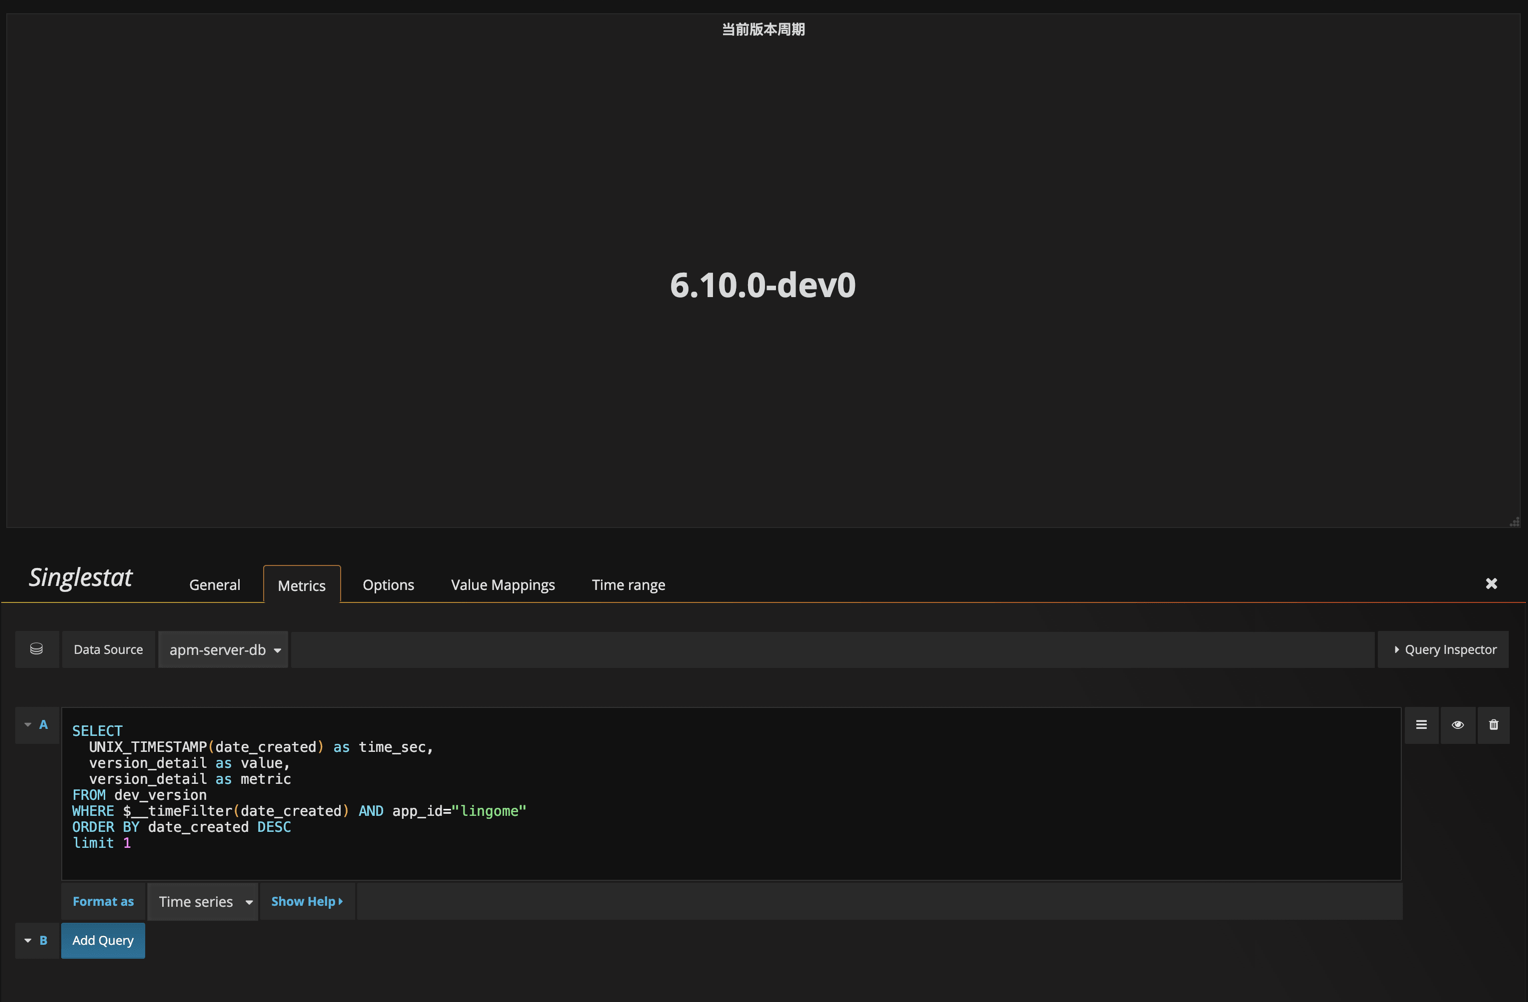 当前版本周期
6.10.0-dev0
Singlestat
General
Metrics
Options
Value Mappings
Time range
Data Source
apm-server-db
Query Inspector
A
SELECT
  UNIX_TIMESTAMP(date_created) as time_sec,
  version_detail as value,
  version_detail as metric
FROM dev_version
WHERE $__timeFilter(date_created) AND app_id="lingome"
ORDER BY date_created DESC
limit 1
Format as
Time series
Show Help
B
Add Query